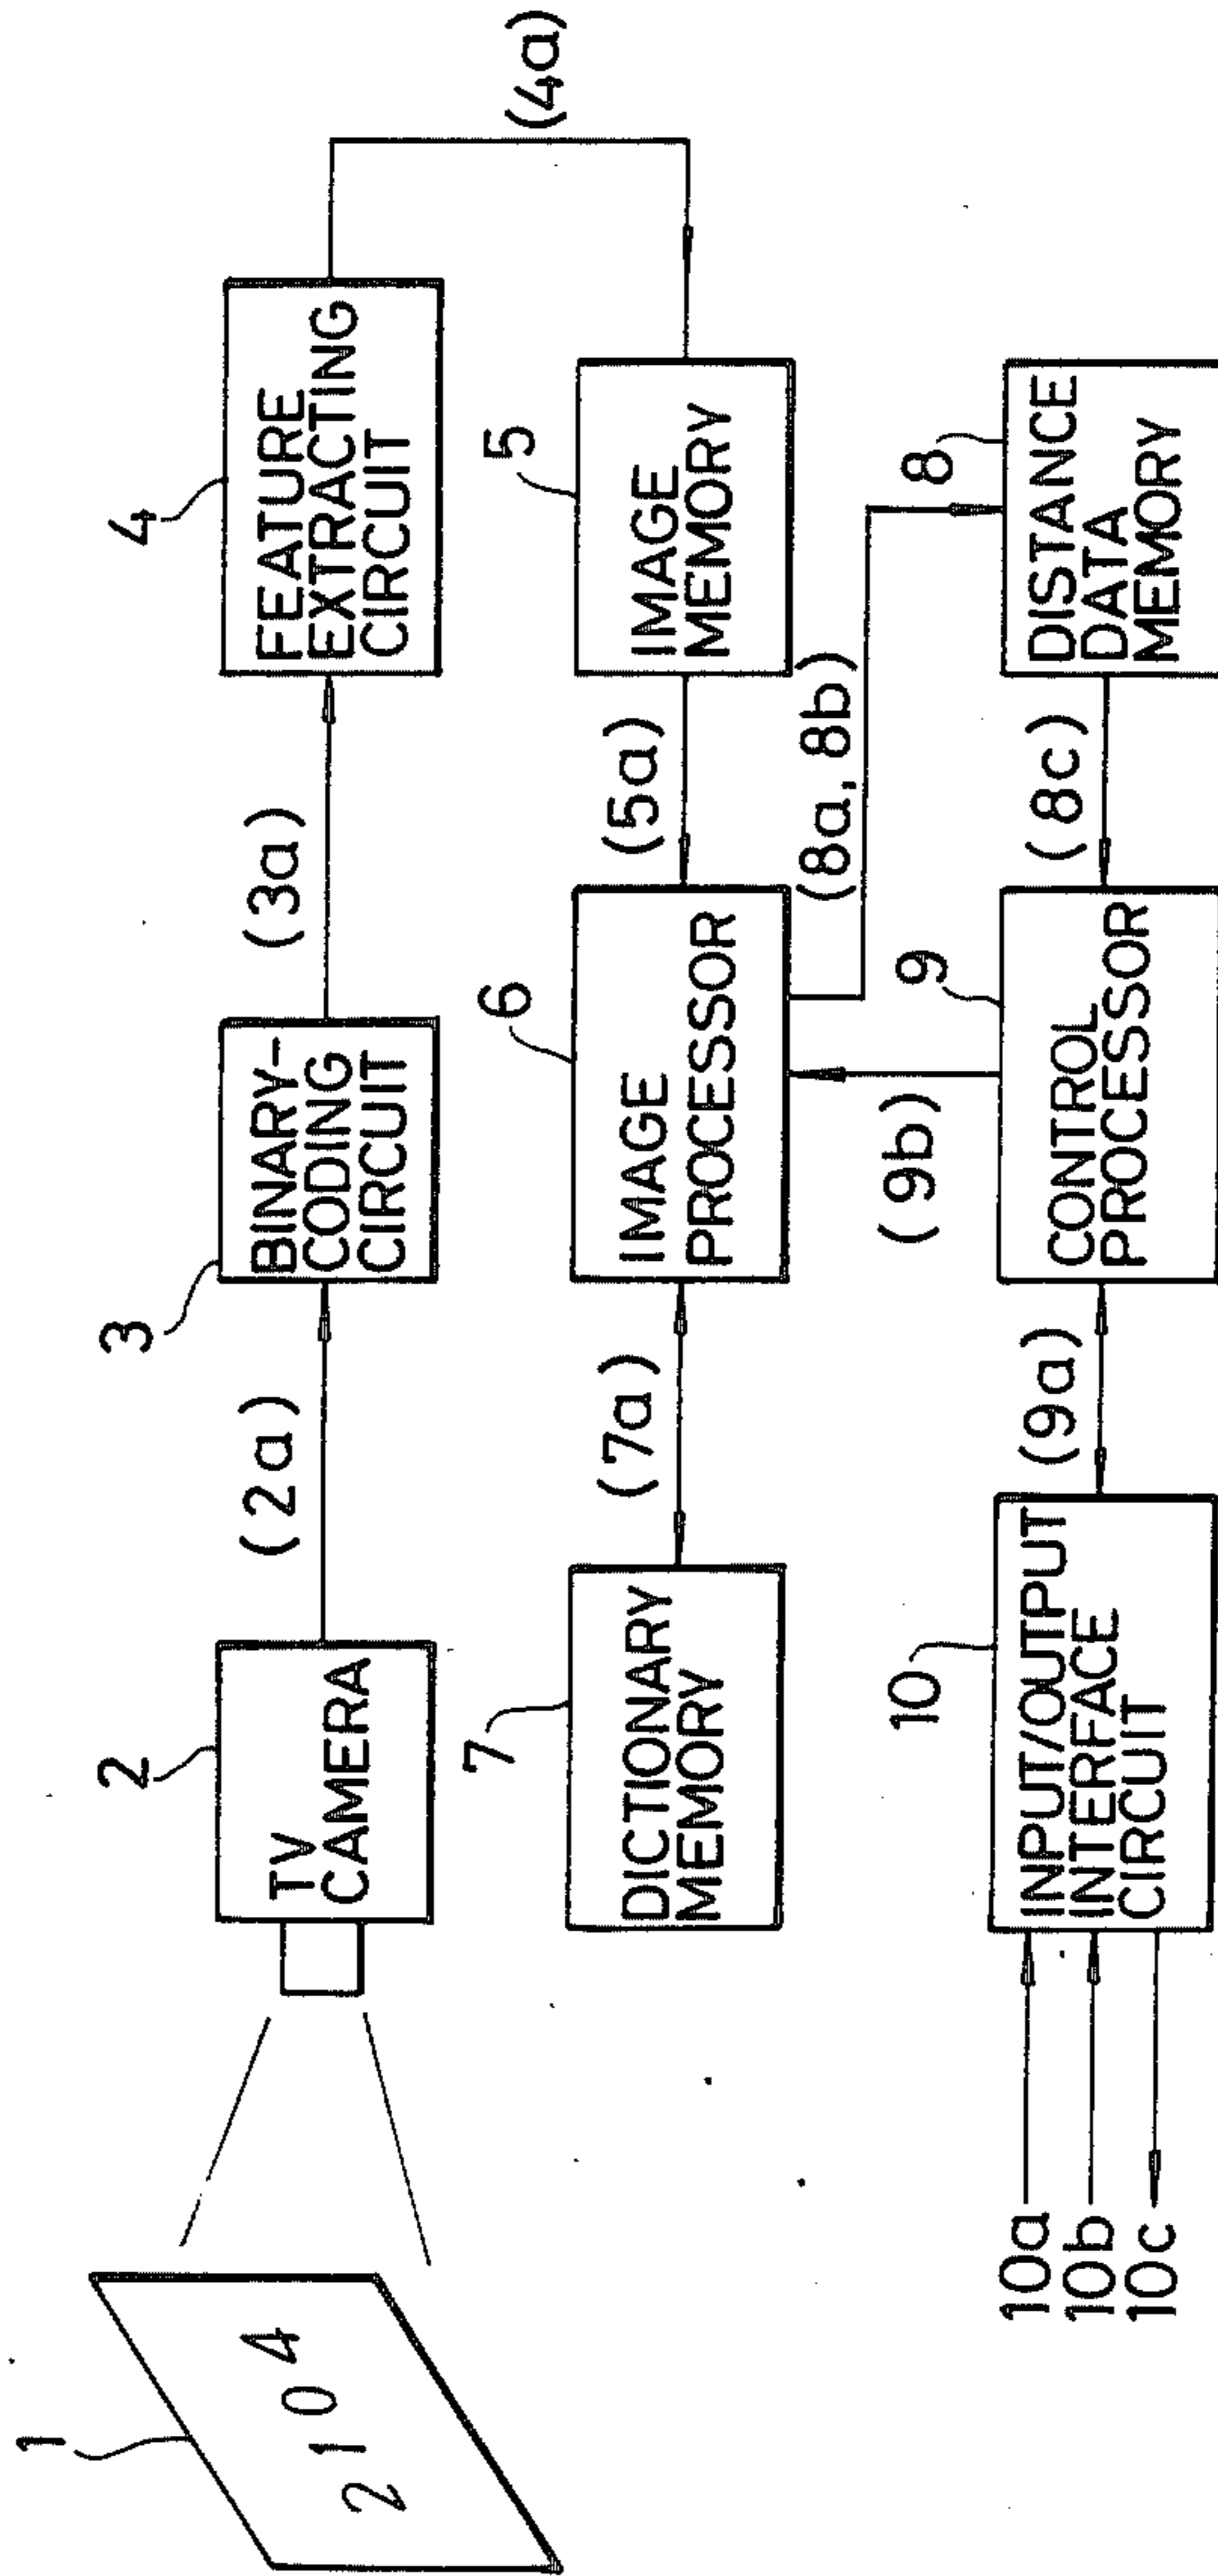 1
2 1 0 4
2
TV
CAMERA
(2a)
3
BINARY-
CODING
CIRCUIT
(3a)
4
FEATURE
EXTRACTING
CIRCUIT
(4a)
7
DICTIONARY
MEMORY
(7a)
6
IMAGE
PROCESSOR
(5a)
5
IMAGE
MEMORY
(8a, 8b)
(9b)
10a
10b
10c
10
INPUT/OUTPUT
INTERFACE
CIRCUIT
(9a)
9
CONTROL
PROCESSOR
(8c)
8
DISTANCE
DATA
MEMORY